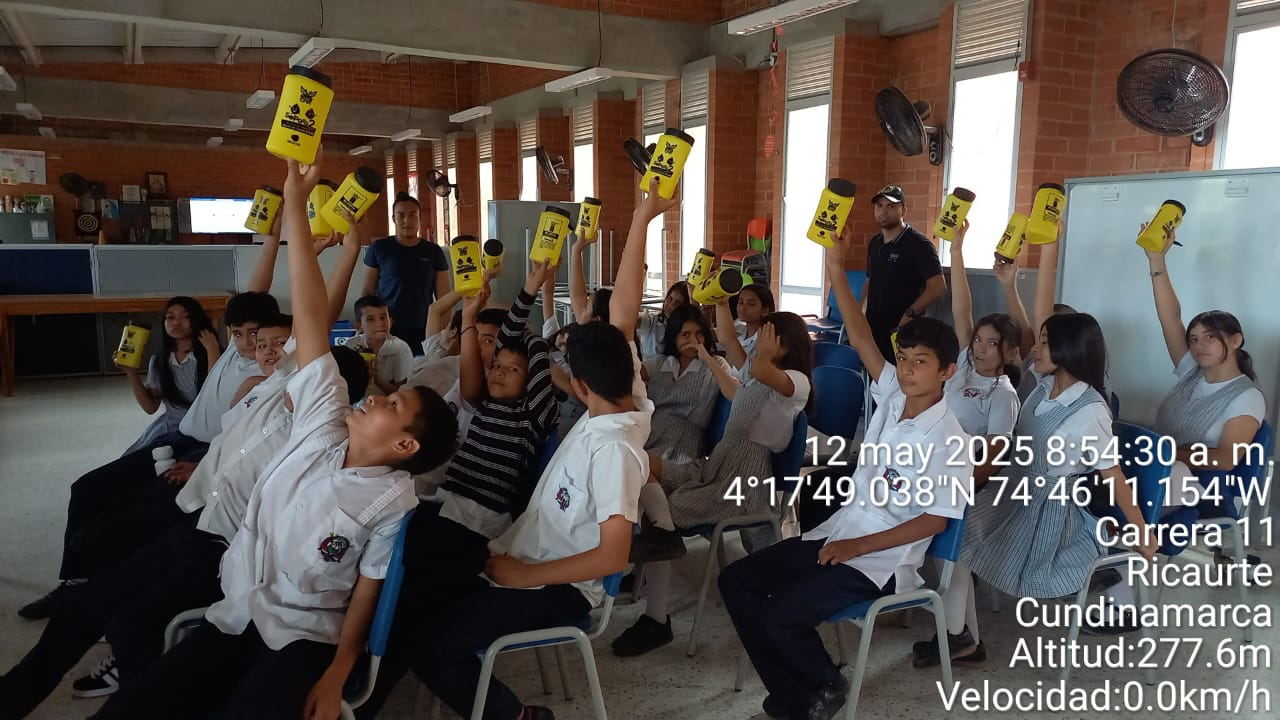 12 may 2025 8:54:30 a. m.
4°17'49.038"N 74°46'11.154"W
Carrera 11
Ricaurte
Cundinamarca
Altitud:277.6m
Velocidad:0.0km/h